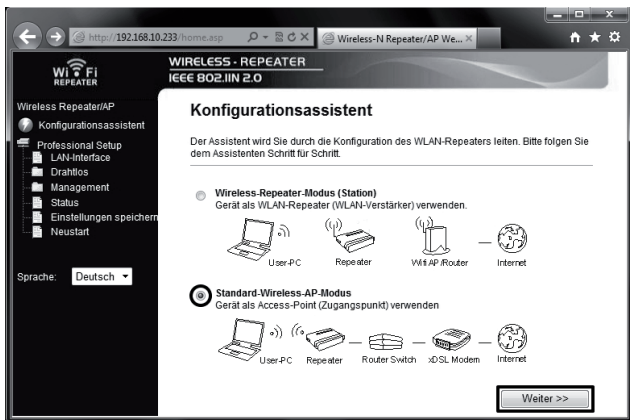 http://192.168.10.233/home.asp
Wireless-N Repeater/AP We...
Wi Fi
REPEATER
WIRELESS - REPEATER
IEEE 802.11N 2.0
Wireless Repeater/AP
Konfigurationsassistent
Professional Setup
LAN-Interface
Drahtlos
Management
Status
Einstellungen speichern
Neustart
Sprache: Deutsch
Konfigurationsassistent
Der Assistent wird Sie durch die Konfiguration des WLAN-Repeaters leiten. Bitte folgen Sie
dem Assistenten Schritt für Schritt.
Wireless-Repeater-Modus (Station)
Gerät als WLAN-Repeater (WLAN-Verstärker) verwenden.
User-PC Repeater Wifi AP /Router Internet
Standard-Wireless-AP-Modus
Gerät als Access-Point (Zugangspunkt) verwenden
User-PC Repeater Router Switch xDSL Modem Internet
Weiter >>